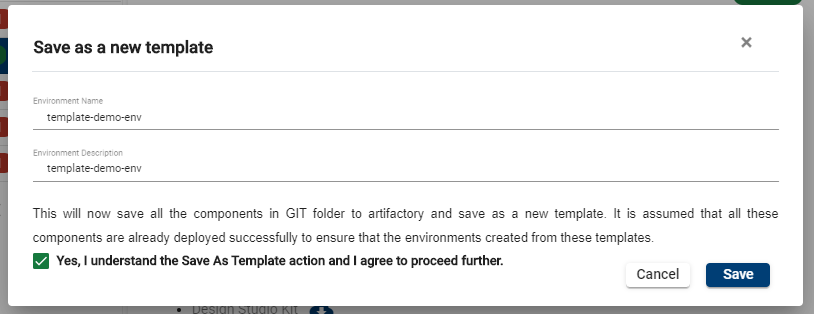 Save as a new template
×
Environment Name
template-demo-env
Environment Description
template-demo-env
This will now save all the components in GIT folder to artifactory and save as a new template. It is assumed that all these
components are already deployed successfully to ensure that the environments created from these templates.
Yes, I understand the Save As Template action and I agree to proceed further.
Cancel
Save
Design Studio Kit